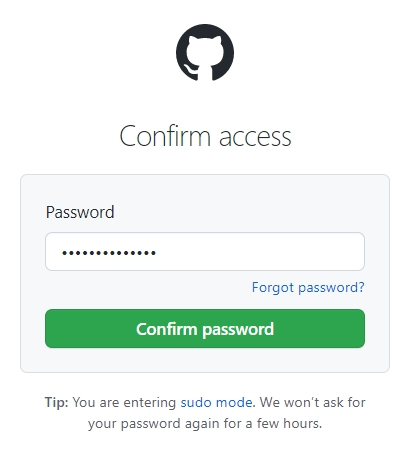 Confirm access
Password
••••••••••••••
Forgot password?
Confirm password
Tip: You are entering sudo mode. We won’t ask for
your password again for a few hours.